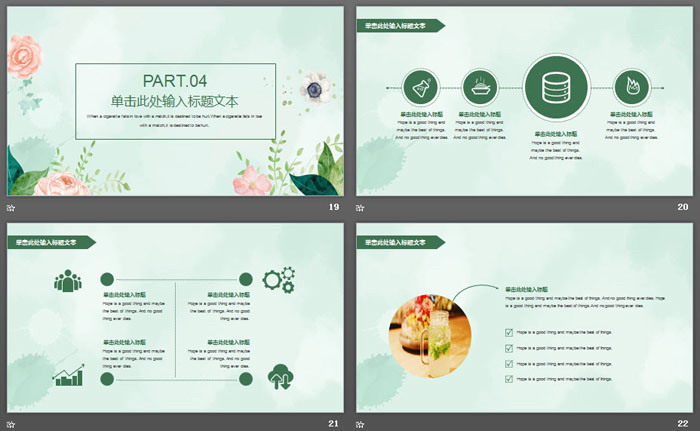 PART.04
单击此处输入标题文本
When a cigarette falls in love with a match,it is destined to be hurt.When a cigarette falls in love
with a match,it is destined to be hurt.
19
单击此处输入标题文本
单击此处输入标题
Hope is a good thing and
maybe the best of things.
And no good thing ever dies.
单击此处输入标题
Hope is a good thing and
maybe the best of things.
And no good thing ever dies.
单击此处输入标题
Hope is a good thing and
maybe the best of things.
And no good thing ever dies.
单击此处输入标题
Hope is a good thing and
maybe the best of things.
And no good thing ever dies.
20
单击此处输入标题文本
单击此处输入标题
Hope is a good thing and maybe
the best of things. And no good
thing ever dies.
单击此处输入标题
Hope is a good thing and maybe
the best of things. And no good
thing ever dies.
单击此处输入标题
Hope is a good thing and maybe
the best of things. And no good
thing ever dies.
单击此处输入标题
Hope is a good thing and maybe
the best of things. And no good
thing ever dies.
21
单击此处输入标题文本
单击此处输入标题
Hope is a good thing and maybe the best of things. And no good thing ever dies. Hope
is a good thing and maybe the best of things. And no good thing ever dies.
Hope is a good thing and maybe the best of things.
Hope is a good thing and maybe the best of things.
Hope is a good thing and maybe the best of things.
Hope is a good thing and maybe the best of things.
22